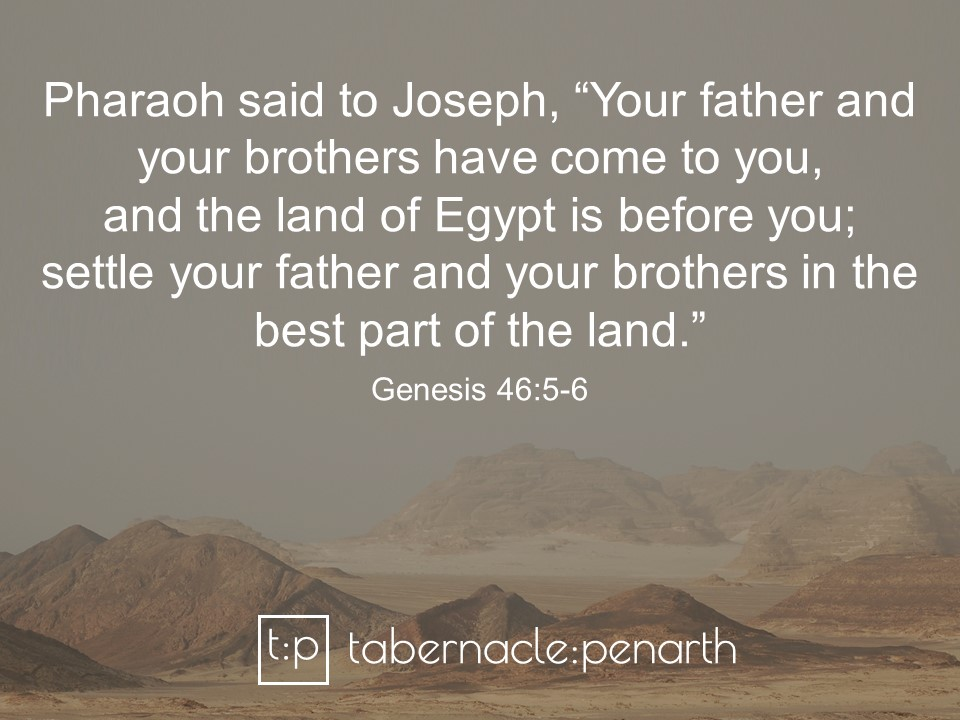 Pharaoh said to Joseph, “Your father and
your brothers have come to you,
and the land of Egypt is before you;
settle your father and your brothers in the
best part of the land.”
Genesis 46:5-6
t:p tabernacle:penarth